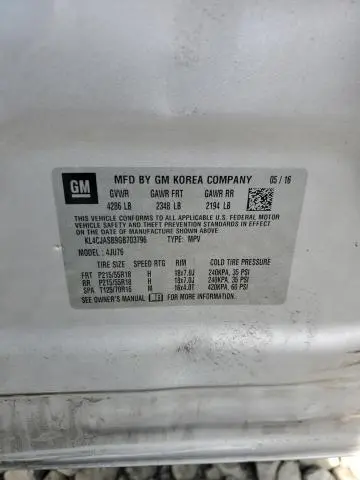 GM
MFD BY GM KOREA COMPANY 05 / 16
GVWR GAWR FRT GAWR RR
4286 LB 2348 LB 2194 LB
THIS VEHICLE CONFORMS TO ALL APPLICABLE U.S. FEDERAL MOTOR
VEHICLE SAFETY AND THEFT PREVENTION STANDARDS IN EFFECT
ON THE DATE OF MANUFACTURE SHOWN ABOVE.
KL4CJASB9GB703796 TYPE: MPV
MODEL: 4JU76
TIRE SIZE RIM COLD TIRE PRESSURE
FRT P215/55R18 H 18x7.0J 240KPA, 35 PSI
RR P215/55R18 H 18x7.0J 240KPA, 35 PSI
SPA T125/70R16 M 16x4.0T 420KPA, 60 PSI
SEE OWNER'S MANUAL FOR MORE INFORMATION